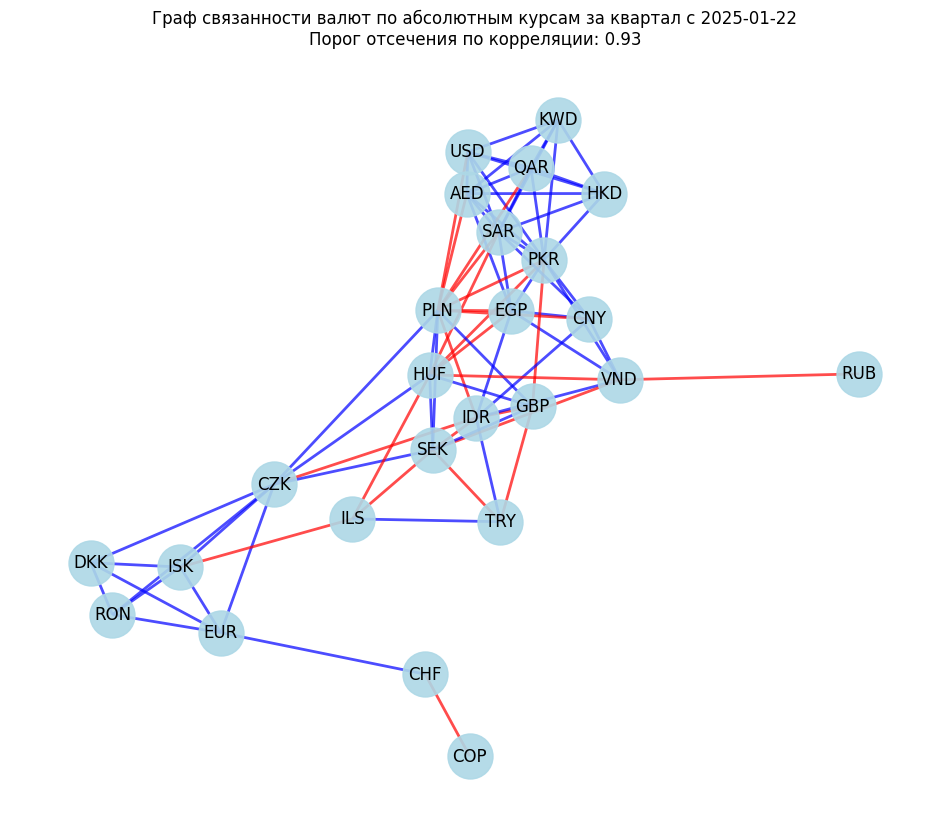 Граф связанности валют по абсолютным курсам за квартал с 2025-01-22
Порог отсечения по корреляции: 0.93
KWD
USD
QAR
AED
HKD
SAR
PKR
PLN
EGP
CNY
HUF
VND
RUB
IDR
GBP
SEK
CZK
ILS
TRY
DKK
ISK
RON
EUR
CHF
COP